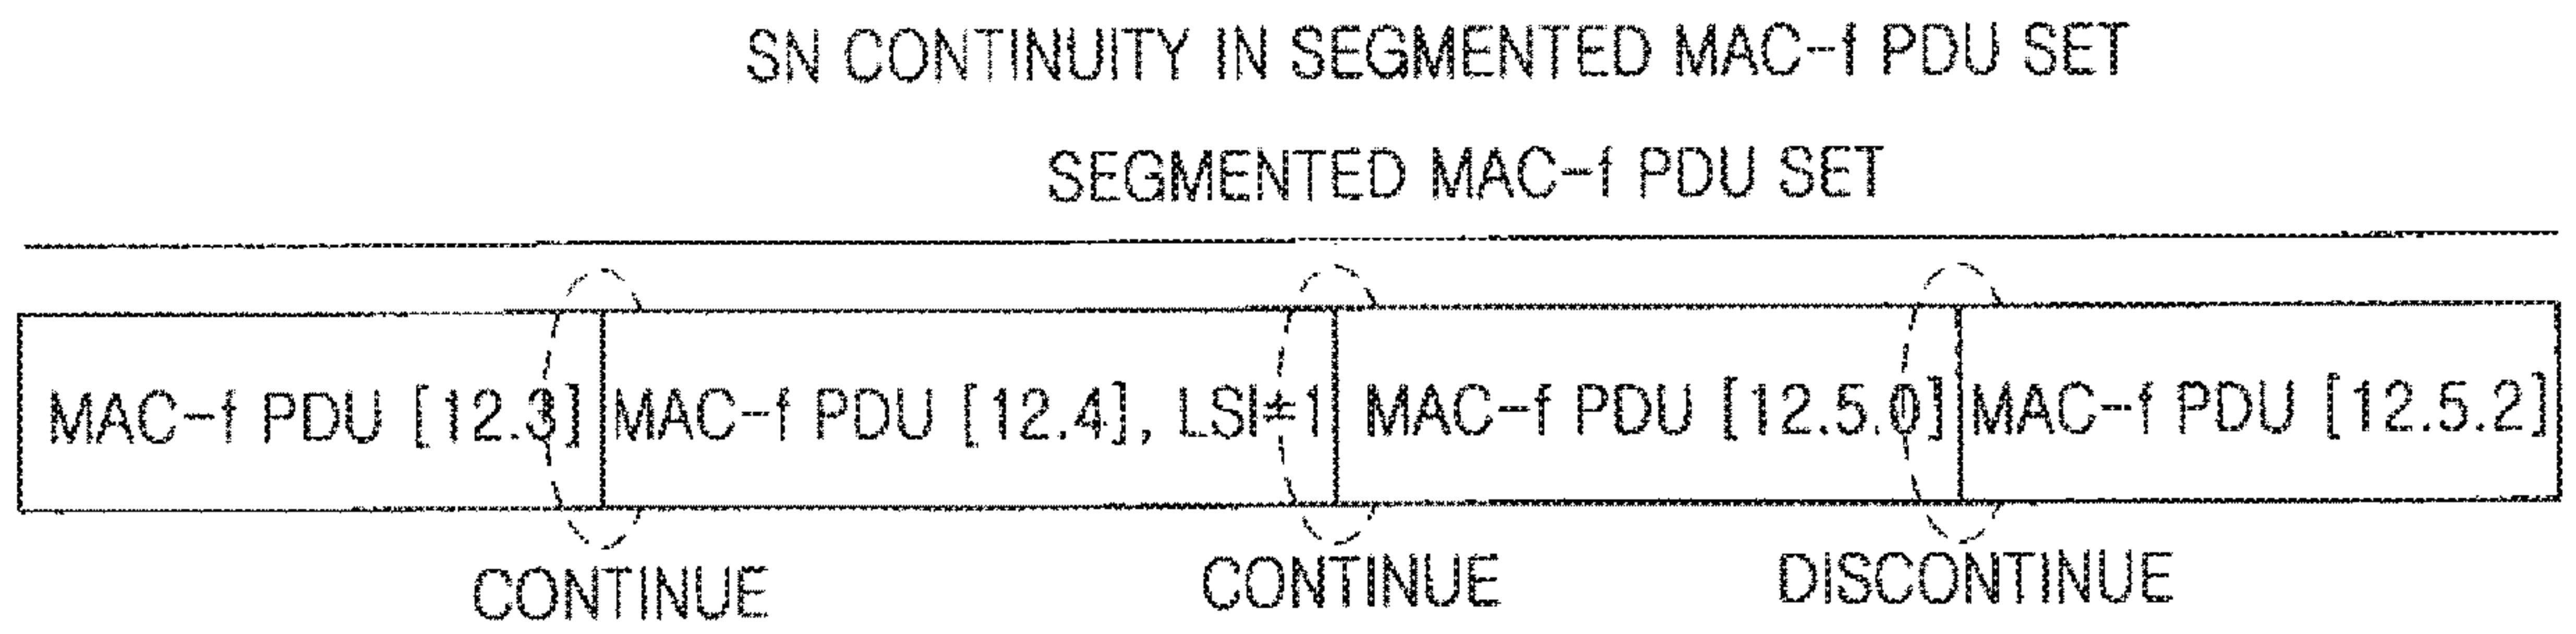 SN CONTINUITY IN SEGMENTED MAC-f PDU SET
SEGMENTED MAC-f PDU SET
MAC-f PDU [12.3] MAC-f PDU [12.4], LSI=1 MAC-f PDU [12.5.0] MAC-f PDU [12.5.2]
CONTINUE CONTINUE DISCONTINUE